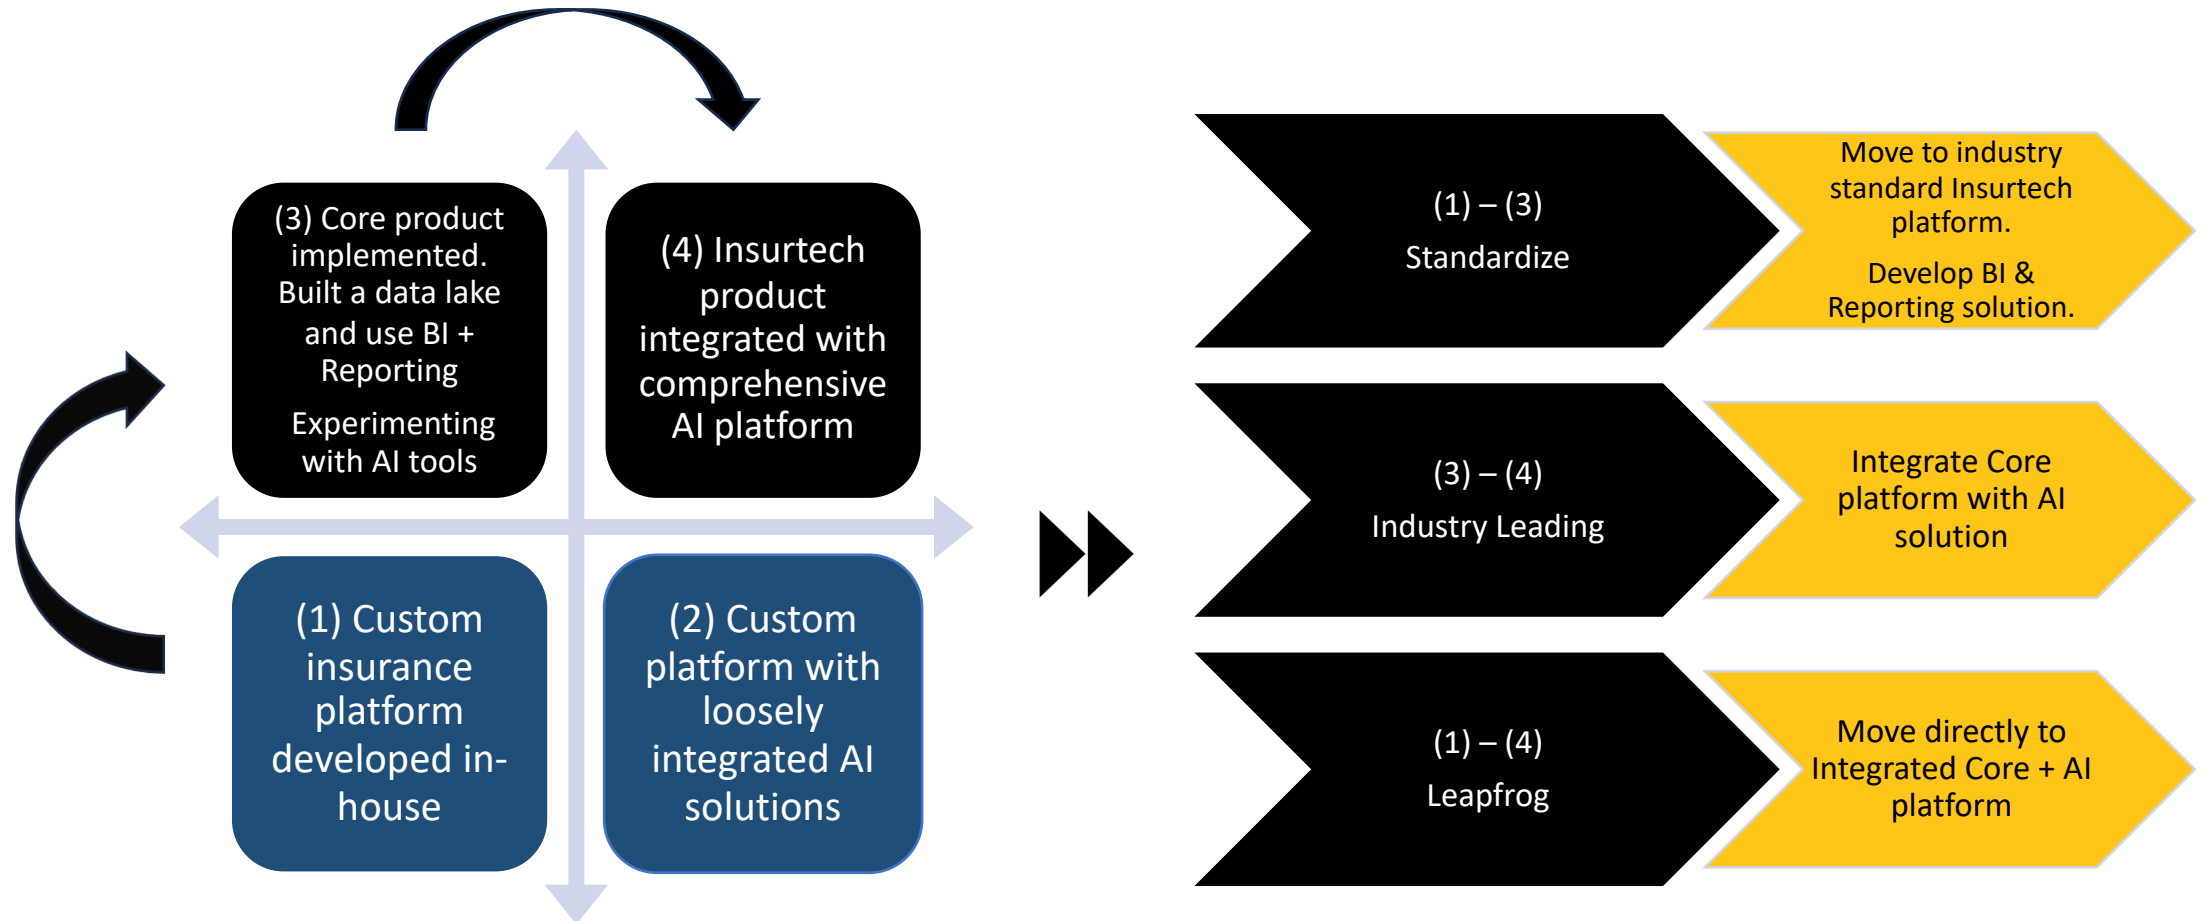 (3) Core product
implemented.
Built a data lake
and use BI +
Reporting
Experimenting
with AI tools
(4) Insurtech
product
integrated with
comprehensive
AI platform
(1) Custom
insurance
platform
developed in-
house
(2) Custom
platform with
loosely
integrated AI
solutions
(1) – (3)
Standardize
Move to industry
standard Insurtech
platform.
Develop BI &
Reporting solution.
(3) – (4)
Industry Leading
Integrate Core
platform with AI
solution
(1) – (4)
Leapfrog
Move directly to
Integrated Core + AI
platform